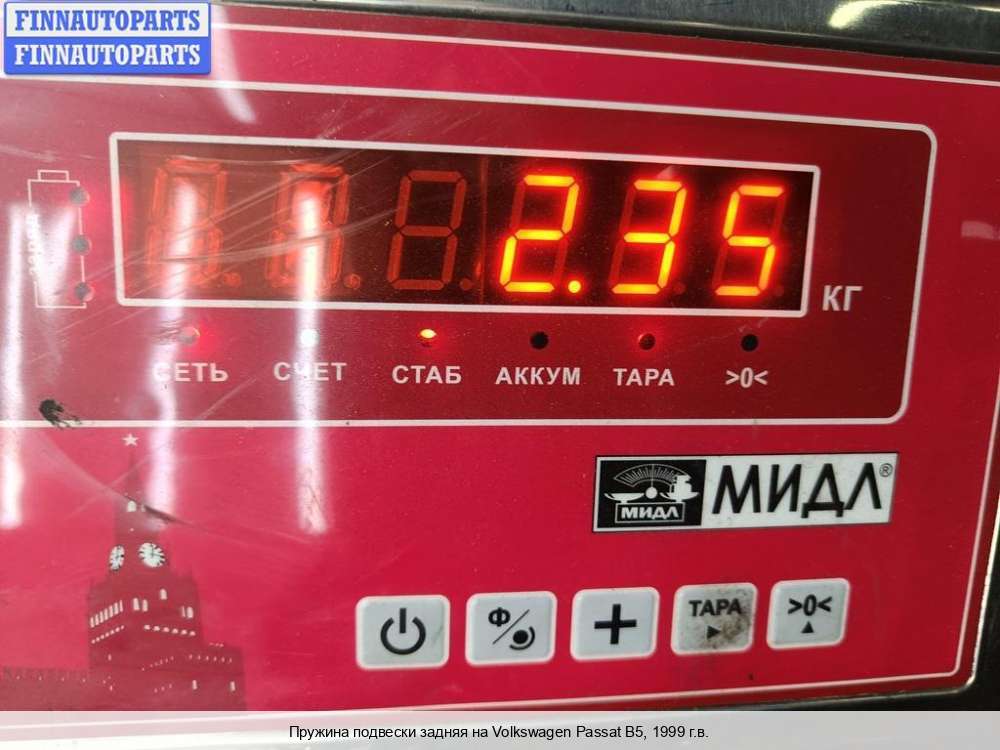 FINNAUTOPARTS
FINNAUTOPARTS
2.35
КГ
СЕТЬ СЧЕТ СТАБ АККУМ ТАРА >0<
МИДЛ МИДЛ®
Ф ТАРА >0<
Пружина подвески задняя на Volkswagen Passat B5, 1999 г.в.